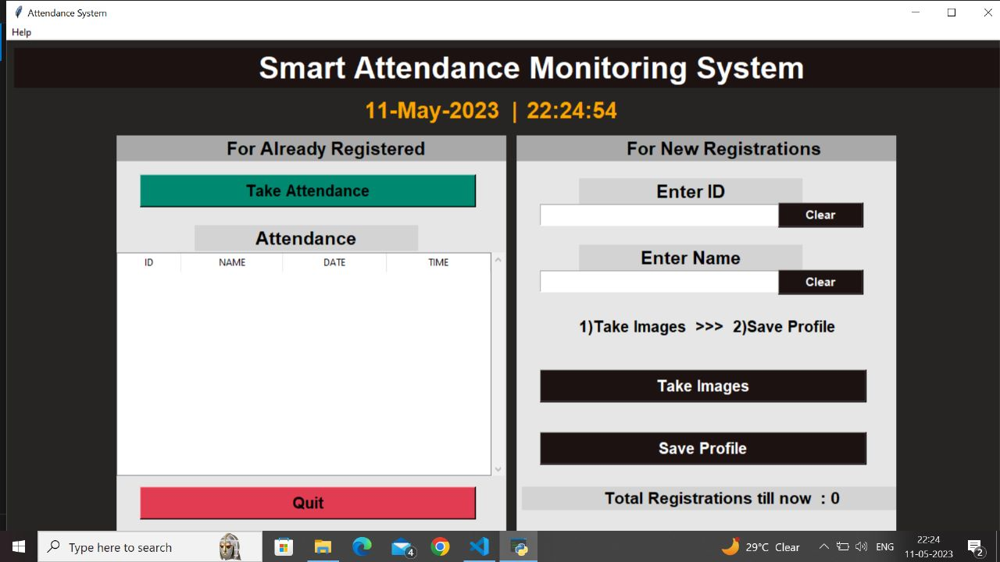 Attendance System
Help
Smart Attendance Monitoring System
11-May-2023 | 22:24:54
For Already Registered
Take Attendance
Attendance
ID NAME DATE TIME
Quit
For New Registrations
Enter ID
Clear
Enter Name
Clear
1)Take Images >>> 2)Save Profile
Take Images
Save Profile
Total Registrations till now : 0
Type here to search
4
29°C Clear
ENG
22:24
11-05-2023
2